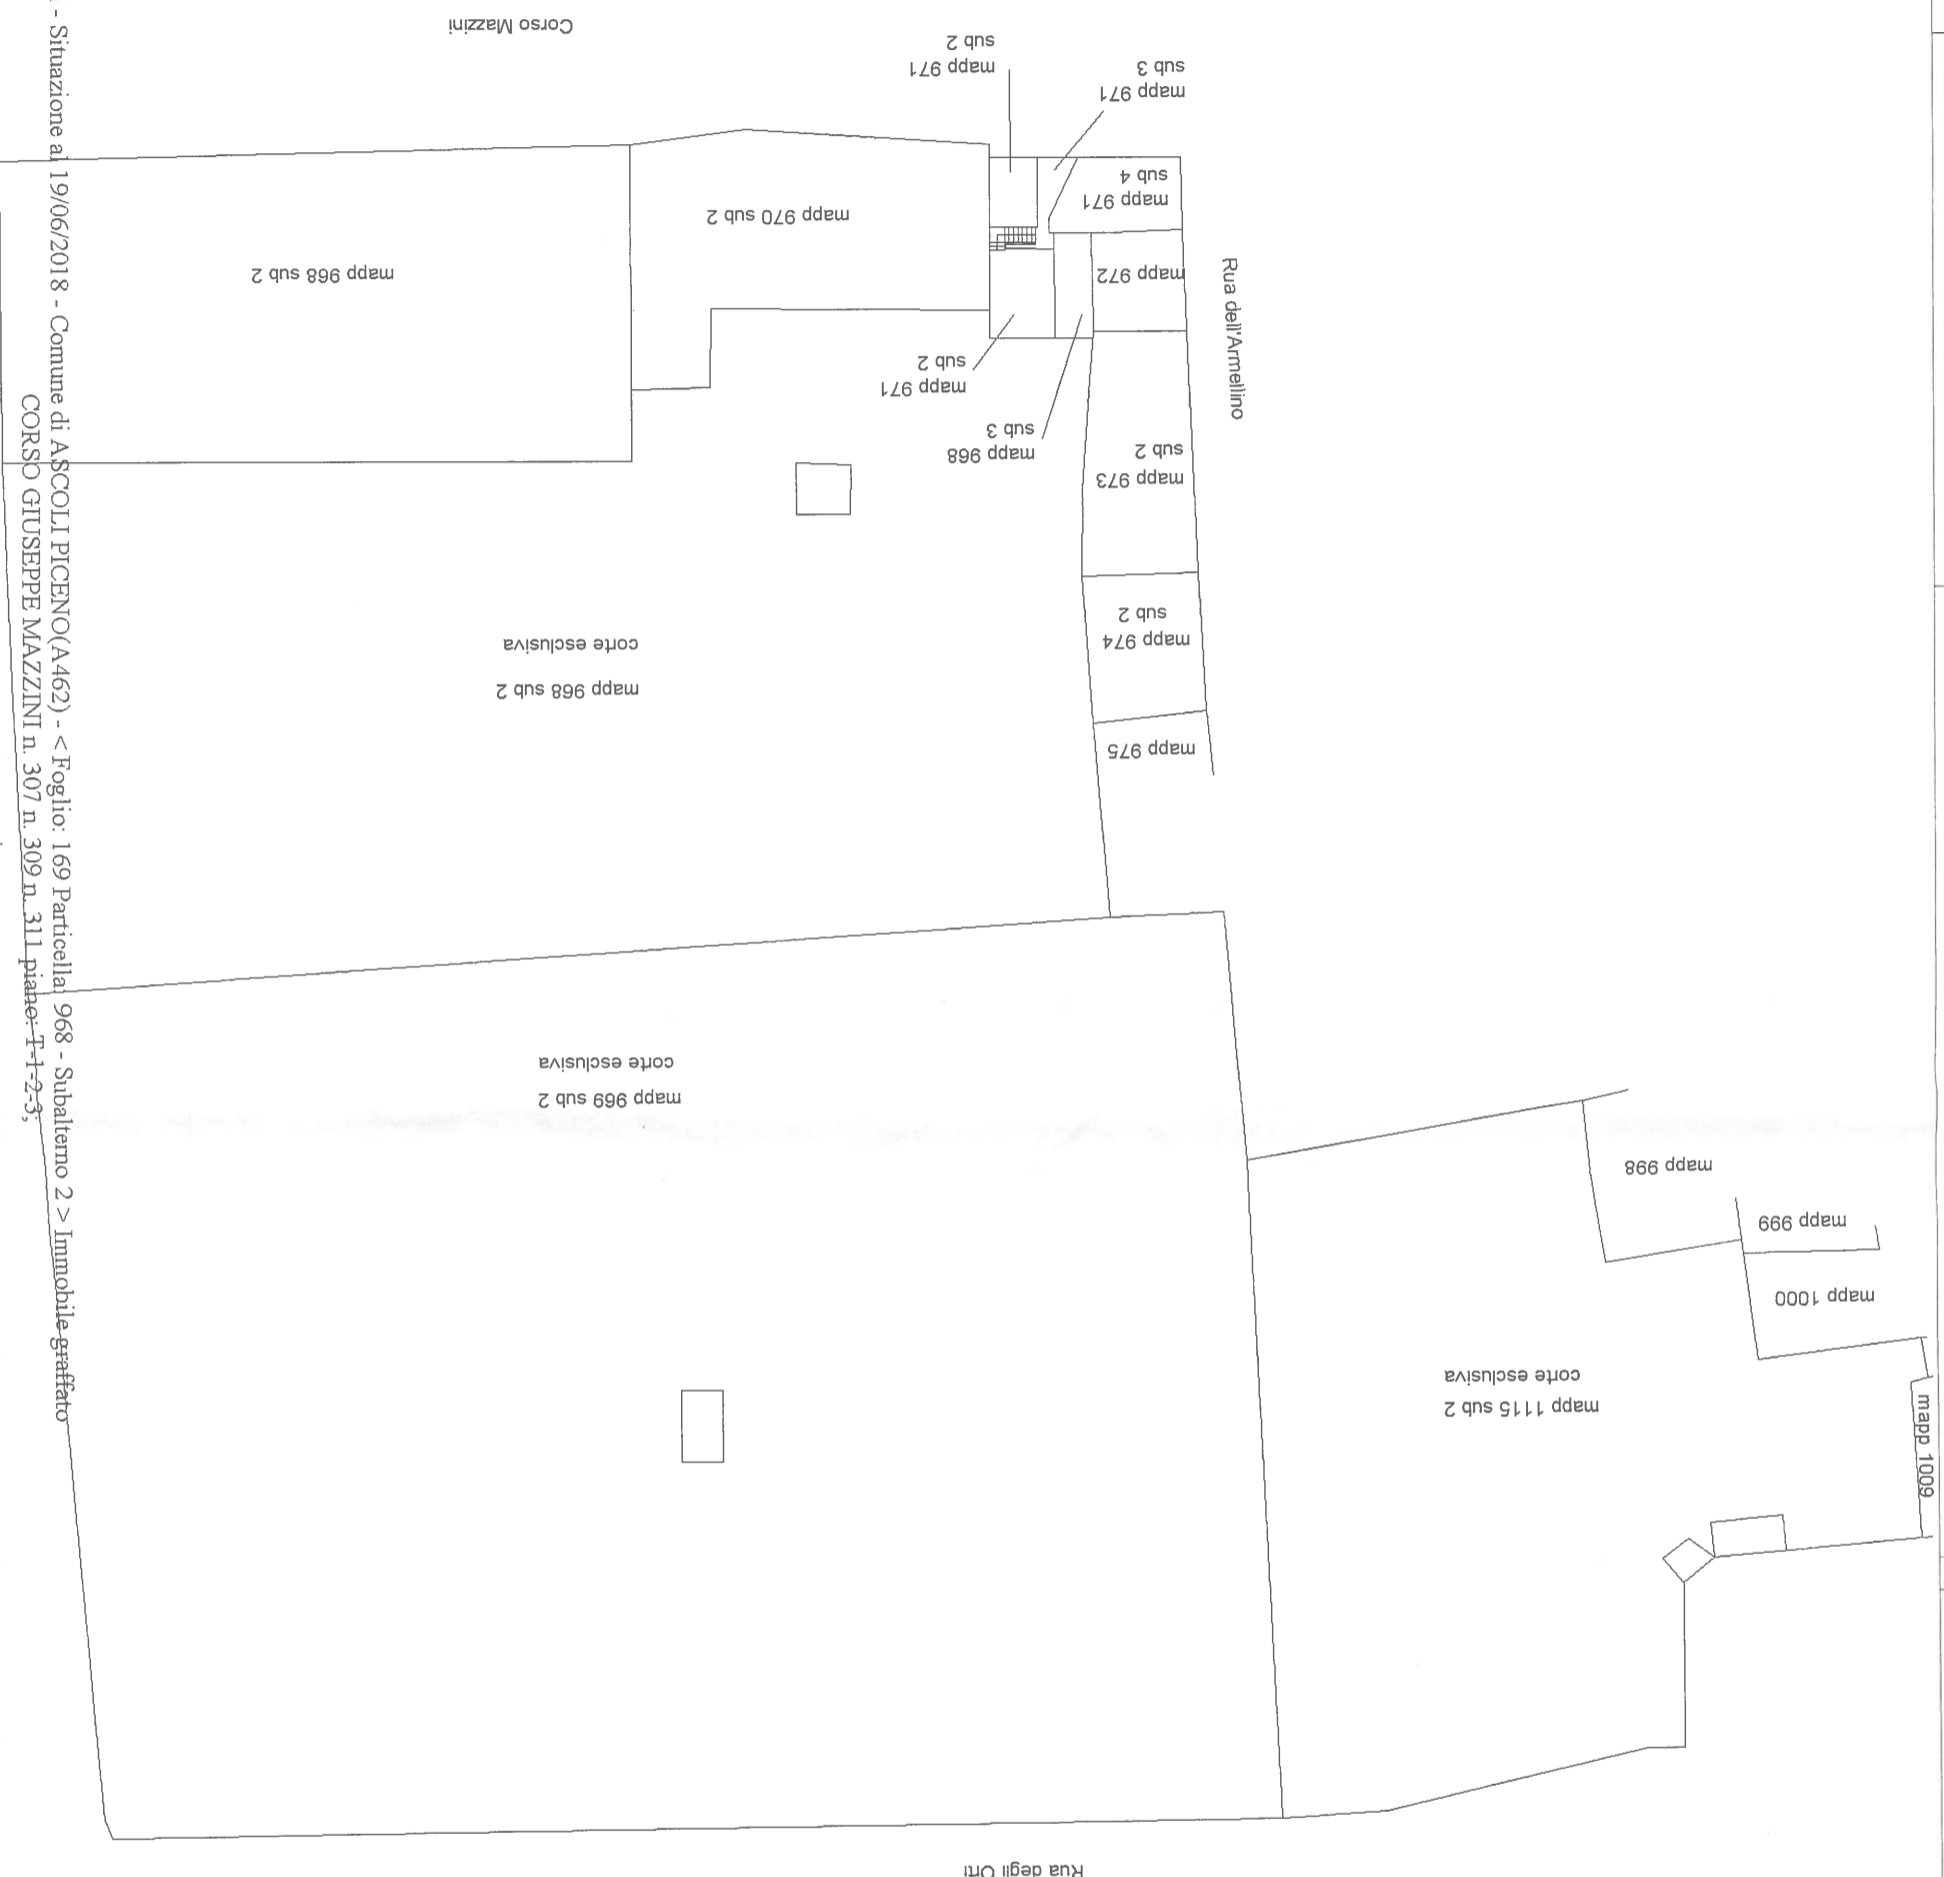 Corso Mazzini
mapp 971
sub 2
mapp 971
sub 3
mapp 971
sub 4
mapp 970 sub 2
mapp 968 sub 2
mapp 972
Rua dell'Armellino
mapp 971
sub 2
mapp 968
sub 3
mapp 973
sub 2
mapp 974
sub 2
mapp 975
mapp 968 sub 2
corte esclusiva
mapp 969 sub 2
corte esclusiva
mapp 998
mapp 999
mapp 1000
mapp 1115 sub 2
corte esclusiva
mapp 1009
Rua degli Orti
- Situazione al 19/06/2018 - Comune di ASCOLI PICENO(A462) - < Foglio: 169 Particella: 968 - Subalterno 2 > Immobile graffato
CORSO GIUSEPPE MAZZINI n. 307 n. 309 n. 311 piano: T-1-2-3;